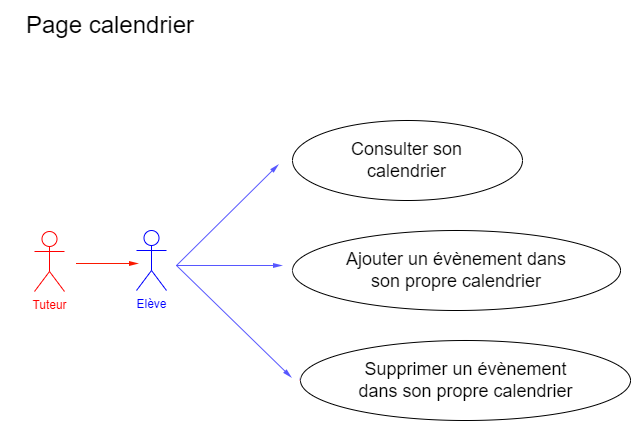 Page calendrier
Consulter son
calendrier
Ajouter un évènement dans
son propre calendrier
Tuteur
Elève
Supprimer un évènement
dans son propre calendrier